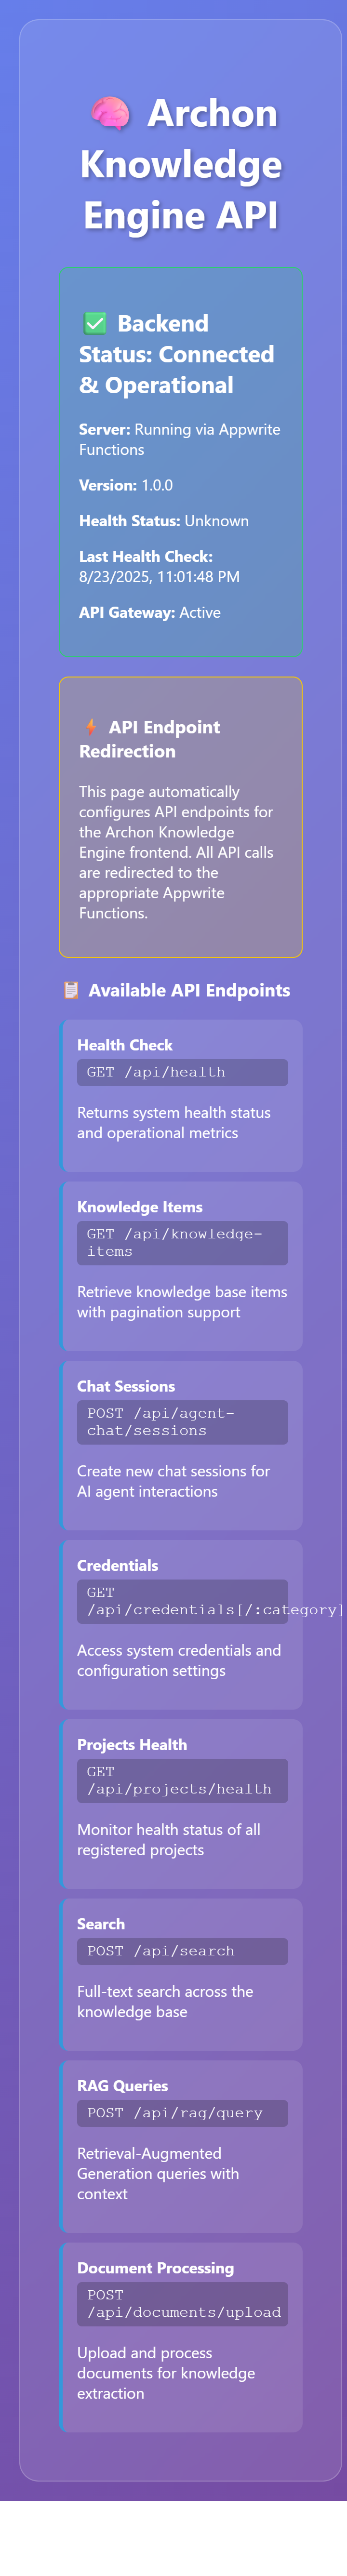 🧠 Archon
Knowledge
Engine API
✅ Backend
Status: Connected
& Operational
Server: Running via Appwrite
Functions
Version: 1.0.0
Health Status: Unknown
Last Health Check:
8/23/2025, 11:01:48 PM
API Gateway: Active
⚡ API Endpoint
Redirection
This page automatically
configures API endpoints for
the Archon Knowledge
Engine frontend. All API calls
are redirected to the
appropriate Appwrite
Functions.
📋 Available API Endpoints
Health Check
GET /api/health
Returns system health status
and operational metrics
Knowledge Items
GET /api/knowledge-
items
Retrieve knowledge base items
with pagination support
Chat Sessions
POST /api/agent-
chat/sessions
Create new chat sessions for
AI agent interactions
Credentials
GET
/api/credentials[/:category]
Access system credentials and
configuration settings
Projects Health
GET
/api/projects/health
Monitor health status of all
registered projects
Search
POST /api/search
Full-text search across the
knowledge base
RAG Queries
POST /api/rag/query
Retrieval-Augmented
Generation queries with
context
Document Processing
POST
/api/documents/upload
Upload and process
documents for knowledge
extraction